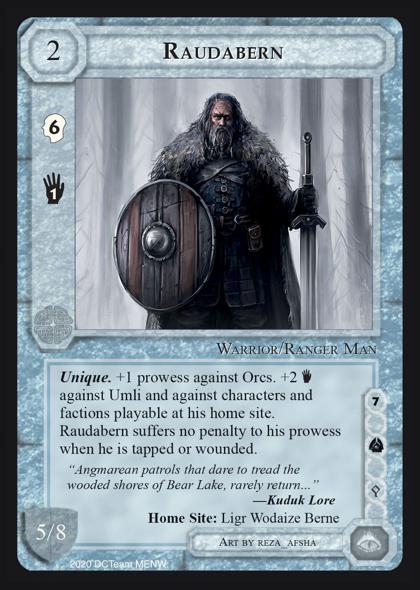 2
RAUDABERN
6
1
WARRIOR/RANGER MAN
Unique. +1 prowess against Orcs. +2
against Umli and against characters and
factions playable at his home site.
Raudabern suffers no penalty to his prowess
when he is tapped or wounded.
“Angmarean patrols that dare to tread the
wooded shores of Bear Lake, rarely return...”
—Kuduk Lore
Home Site: Ligr Wodaize Berne
7
5/8
ART BY REZA_AFSHA
2020 DCTeam MENW